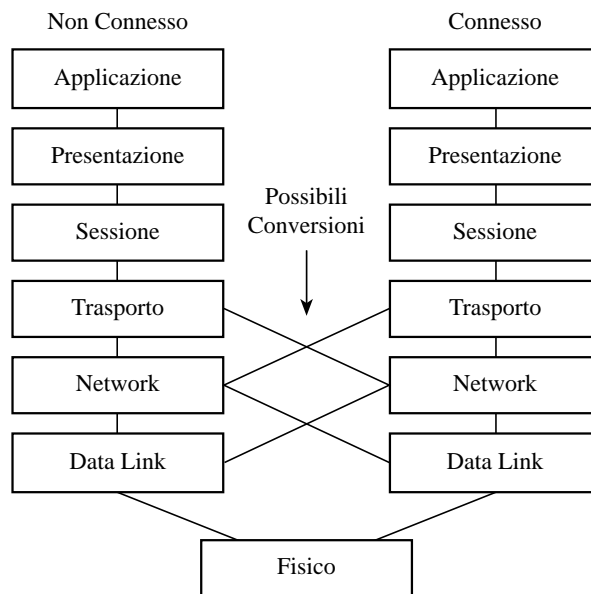 Non Connesso
Connesso
Applicazione
Applicazione
Presentazione
Presentazione
Possibili
Conversioni
Sessione
Sessione
Trasporto
Trasporto
Network
Network
Data Link
Data Link
Fisico